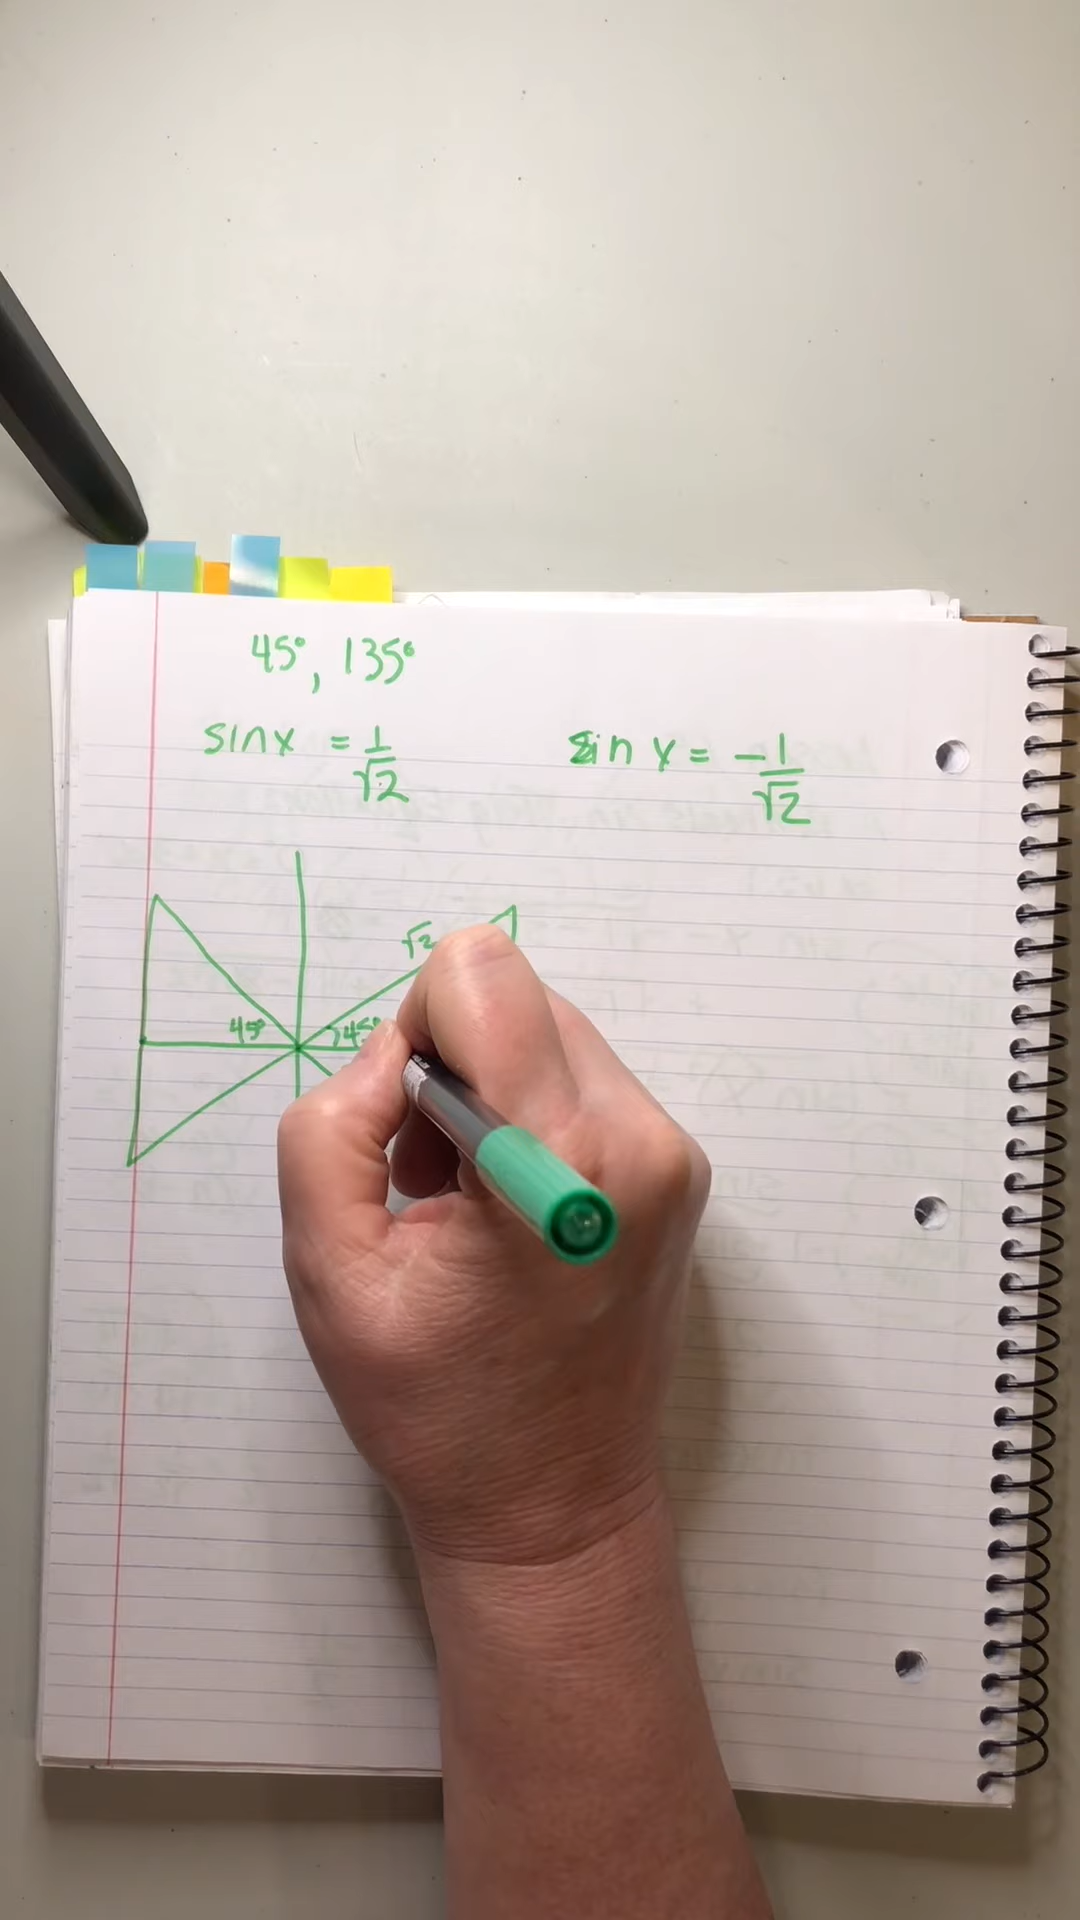 45°, 135°
sin x = 1/√2
sin x = -1/√2
√2
45°
45°